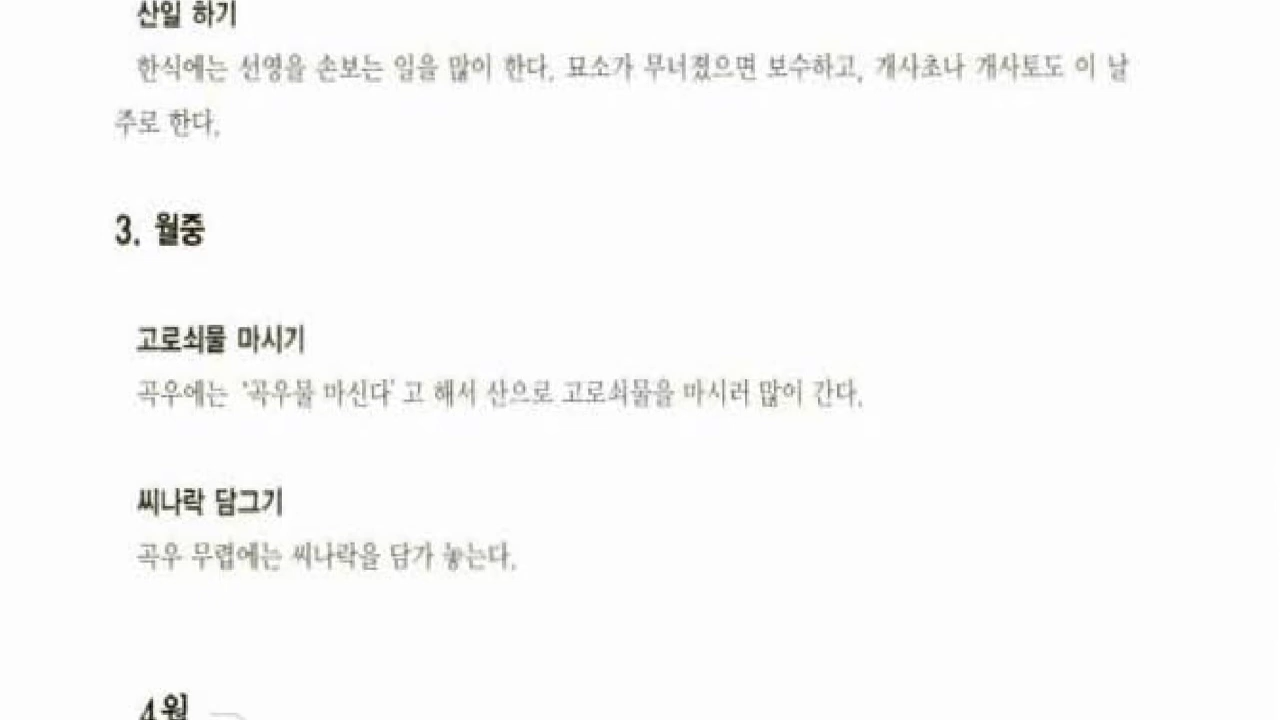 산일 하기
한식에는 선영을 손보는 일을 많이 한다. 묘소가 무너졌으면 보수하고, 개사초나 개사토도 이 날
주로 한다.
3. 월중
고로쇠물 마시기
곡우에는 '곡우물 마신다'고 해서 산으로 고로쇠물을 마시러 많이 간다.
씨나락 담그기
곡우 무렵에는 씨나락을 담가 놓는다.
4월